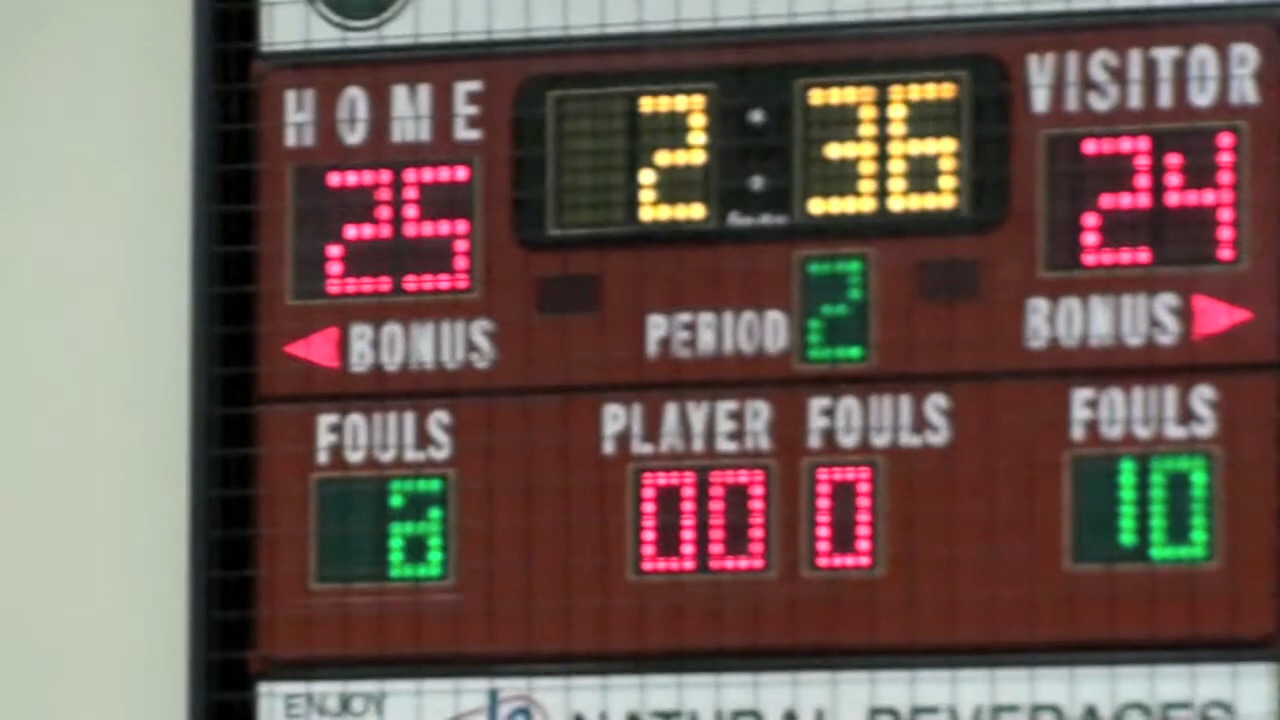 HOME 2:36 VISITOR
25 24
BONUS PERIOD 2 BONUS
FOULS PLAYER FOULS FOULS
00 0 10
ENJOY
NATURAL BEVERAGES